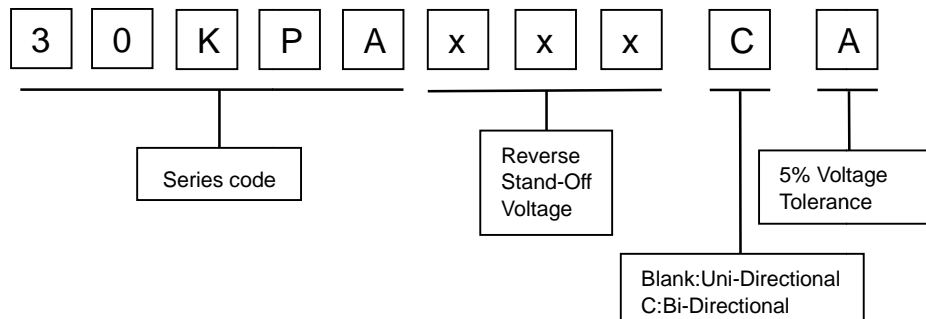 3 0 K P A x x x C A
Series code
Reverse
Stand-Off
Voltage
5% Voltage
Tolerance
Blank:Uni-Directional
C:Bi-Directional